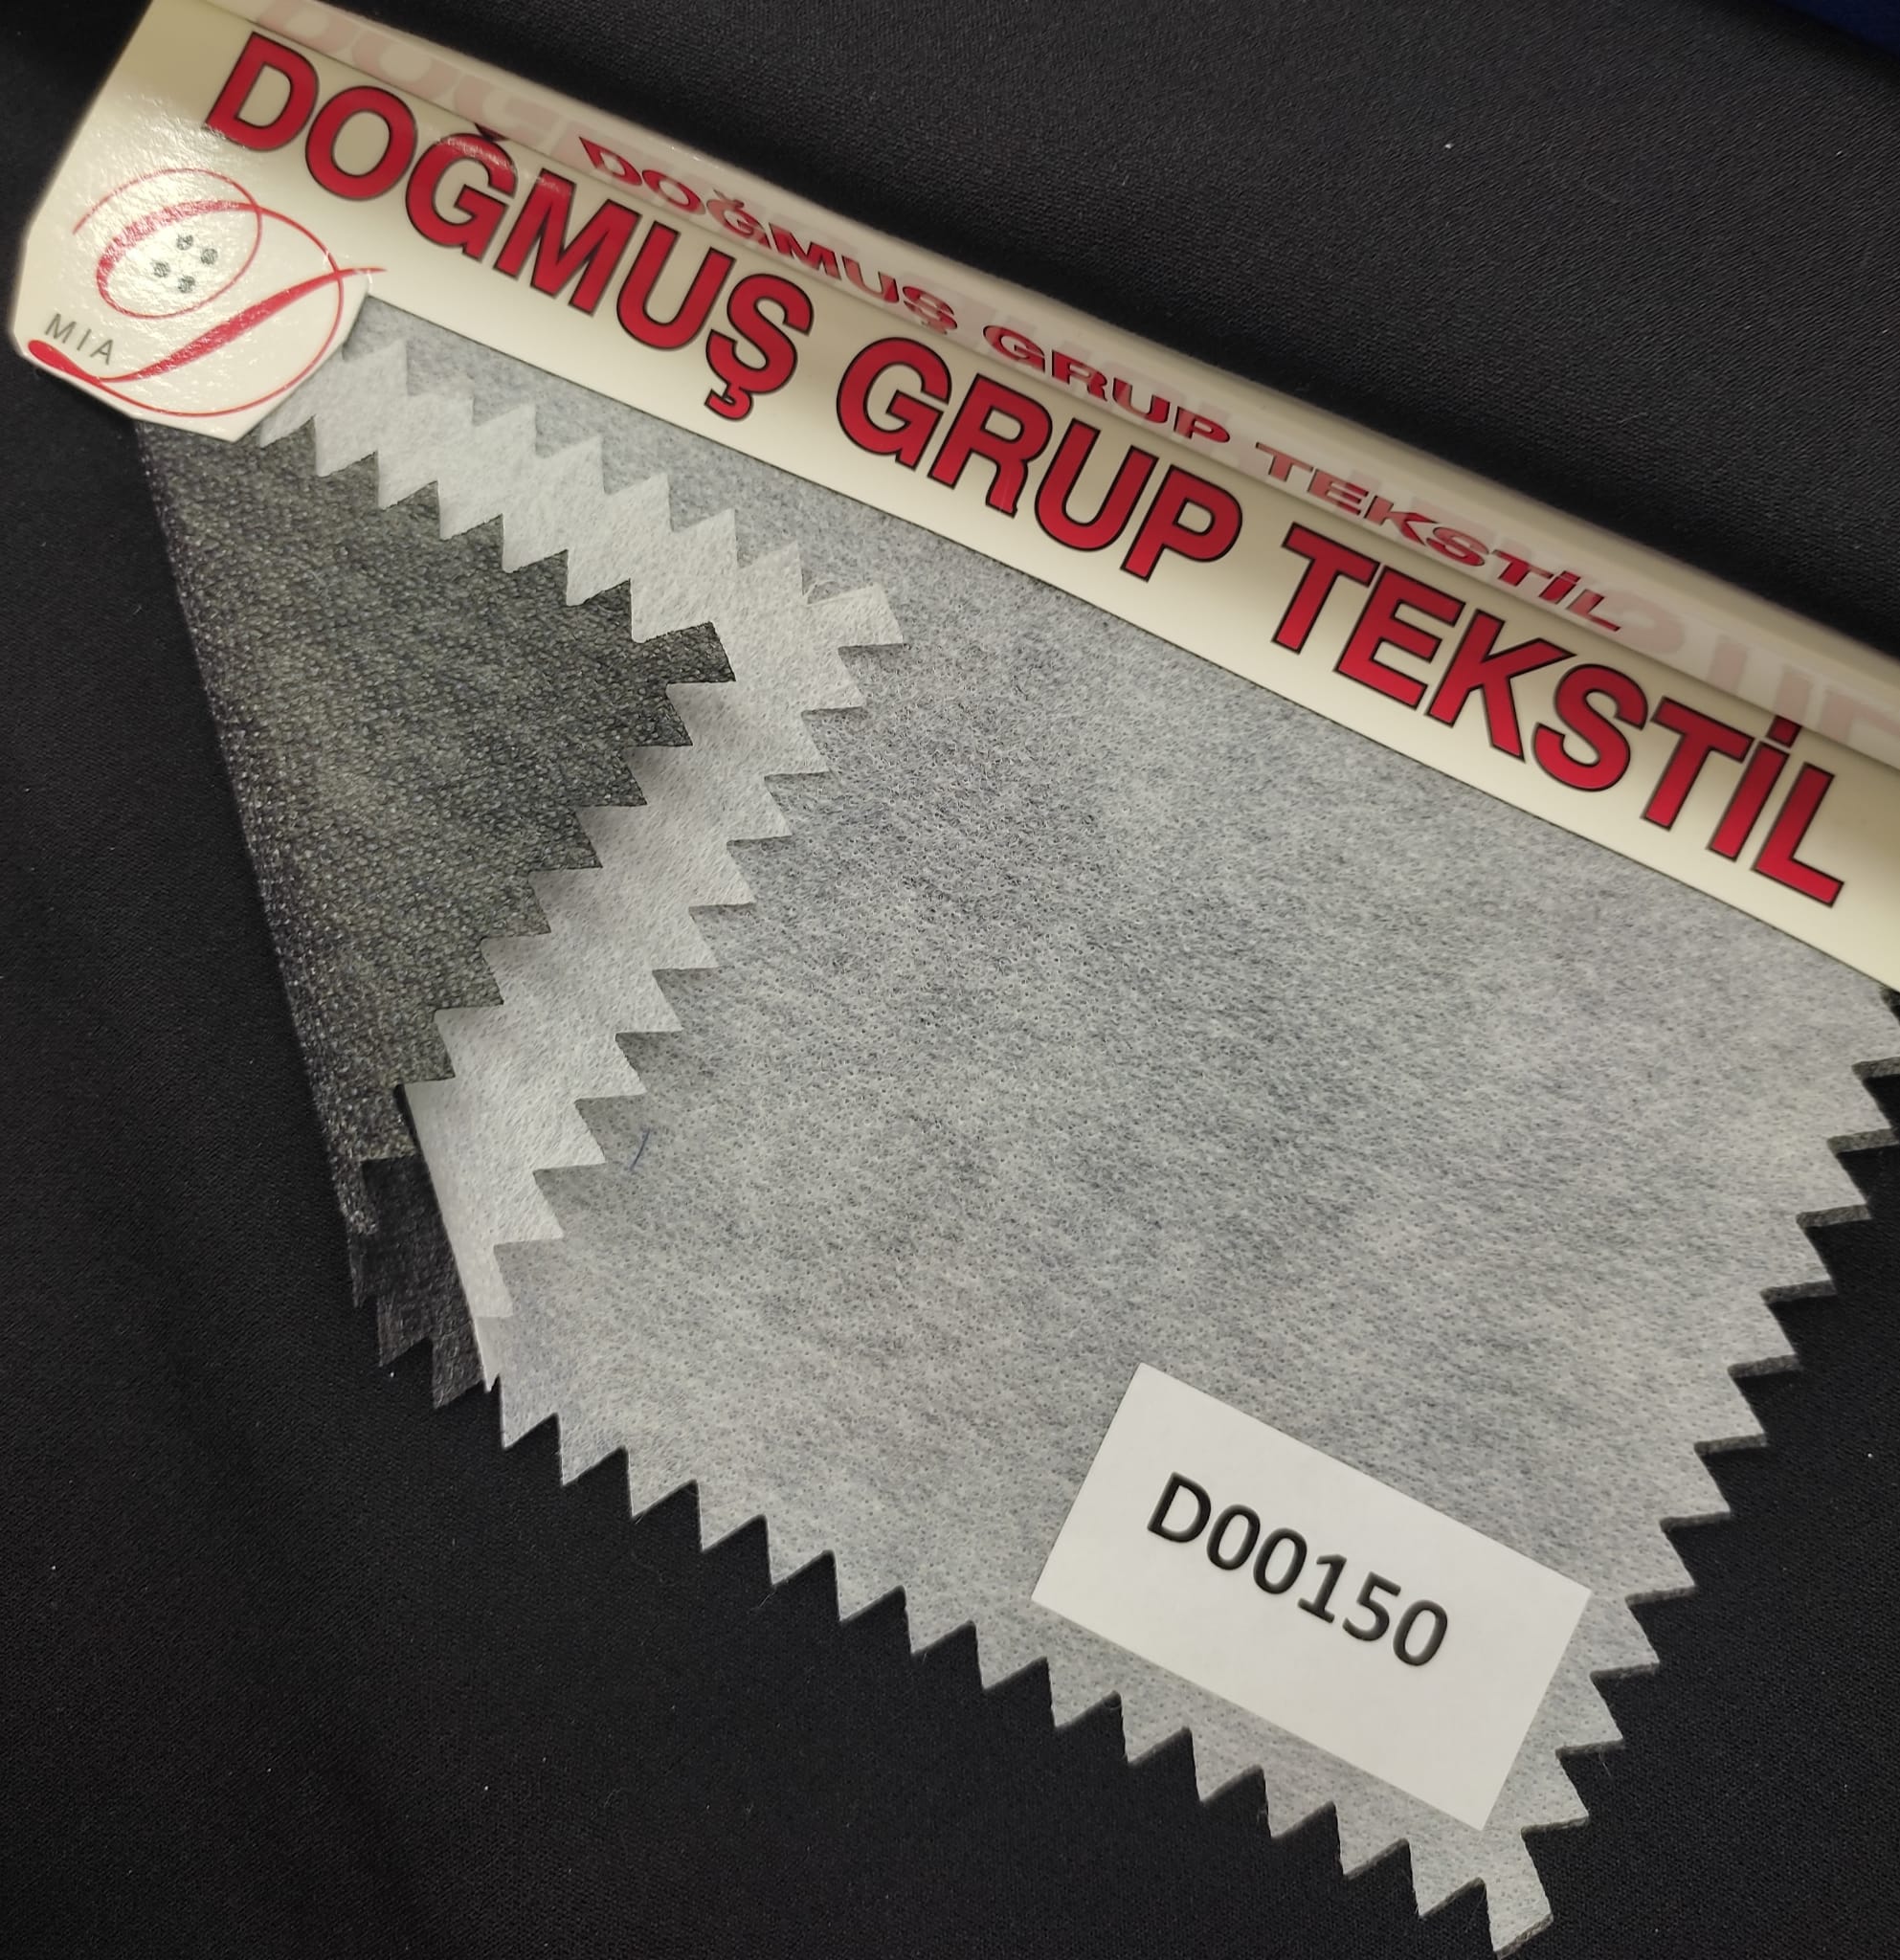 DOĞMUŞ GRUP TEKSTİL
DOĞMUŞ GRUP TEKSTİL
MIA
D00150